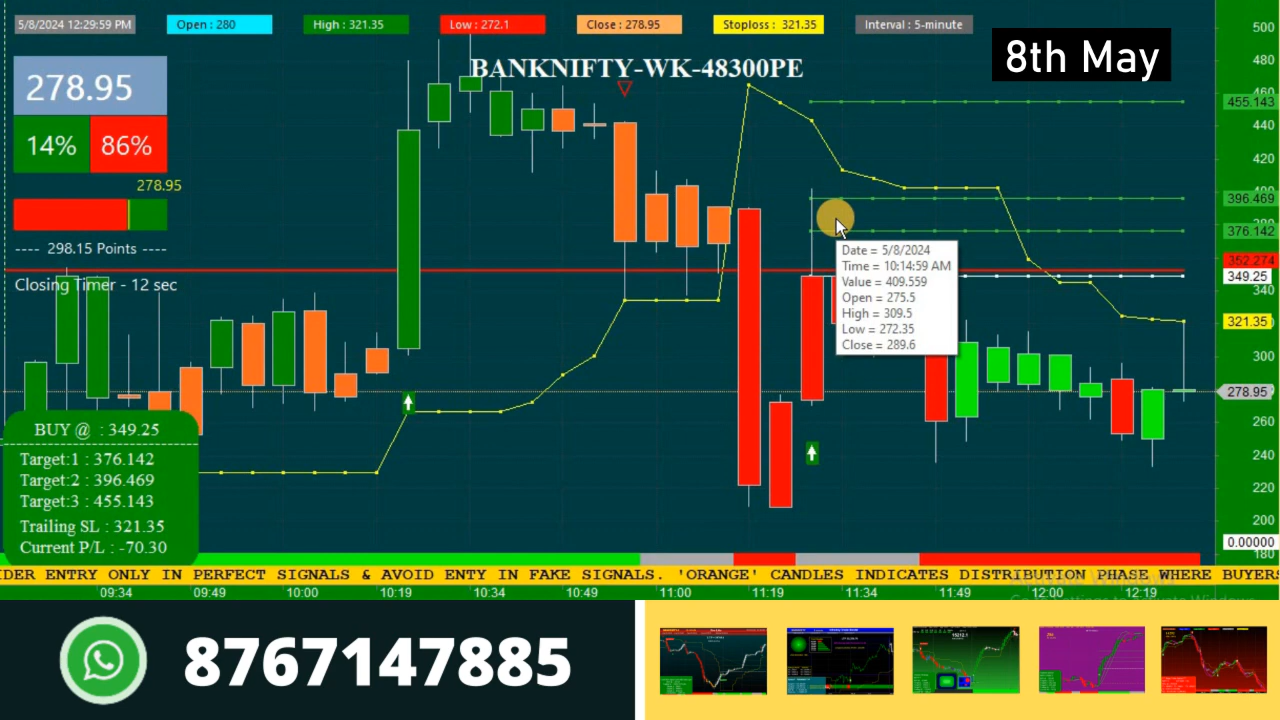 5/8/2024 12:29:59 PM
Open : 280
High : 321.35
Low : 272.1
Close : 278.95
Stoploss : 321.35
Interval : 5-minute
8th May
BANKNIFTY-WK-48300PE
278.95
14%
86%
278.95
---- 298.15 Points ----
Closing Timer - 12 sec
Date = 5/8/2024
Time = 10:14:59 AM
Value = 409.559
Open = 275.5
High = 309.5
Low = 272.35
Close = 289.6
BUY @ : 349.25
Target:1 : 376.142
Target:2 : 396.469
Target:3 : 455.143
Trailing SL : 321.35
Current P/L : -70.30
500
480
460
455.143
440
420
400
396.469
376.142
352.274
349.25
340
321.35
300
278.95
260
240
220
200
0.00000
180
IDER ENTRY ONLY IN PERFECT SIGNALS & AVOID ENTY IN FAKE SIGNALS. 'ORANGE' CANDLES INDICATES DISTRIBUTION PHASE WHERE BUYERS
09:34
09:49
10:00
10:19
10:34
10:49
11:00
11:19
11:34
11:49
12:00
12:19
8767147885